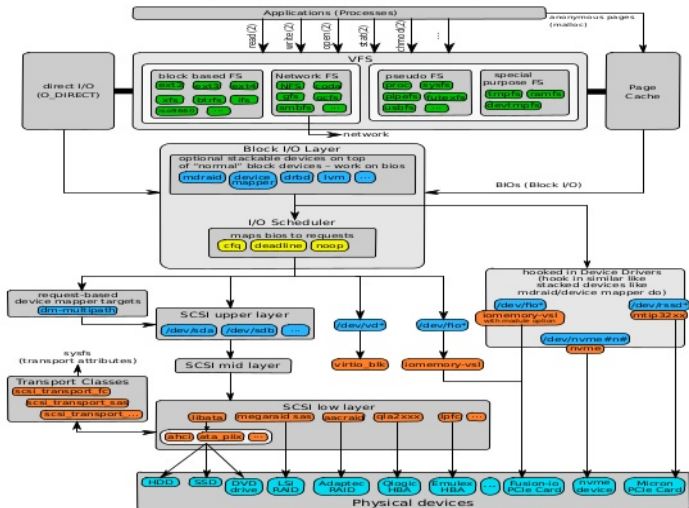 Applications (Processes)
anonymous pages
(malloc)
read(2)
write(2)
open(2)
stat(2)
chmod(2)
...
VFS
direct I/O
(O_DIRECT)
block based FS
ext2 ext3 ext4
xfs btrfs ifs
iso9660 ...
Network FS
NFS coda
gfs ocfs
smbfs ...
pseudo FS
proc sysfs
pipefs futexfs
usbfs ...
special
purpose FS
tmpfs ramfs
devtmpfs
Page
Cache
network
Block I/O Layer
optional stackable devices on top
of "normal" block devices – work on bios
mdraid device mapper drbd lvm ...
BIOs (Block I/O)
I/O Scheduler
maps bios to requests
cfq deadline noop
hooked in Device Drivers
(hook in similar like
stacked devices like
mdraid/device mapper do)
request-based
device mapper targets
dm-multipath
SCSI upper layer
/dev/sda /dev/sdb ...
/dev/vd*
/dev/fio*
/dev/fio*
/dev/rssd*
iomemory-vsl
with module option
mtip32xx
/dev/nvme#n#
nvme
sysfs
(transport attributes)
SCSI mid layer
virtio_blk
iomemory-vsl
Transport Classes
scsi_transport_fc
scsi_transport_sas
scsi_transport_...
SCSI low layer
libata megaraid_sas aacraid qla2xxx lpfc ...
ahci ata_piix ...
HDD
SSD
DVD
drive
LSI
RAID
Adaptec
RAID
Qlogic
HBA
Emulex
HBA
...
Fusion-io
PCIe Card
nvme
device
Micron
PCIe Card
Physical devices